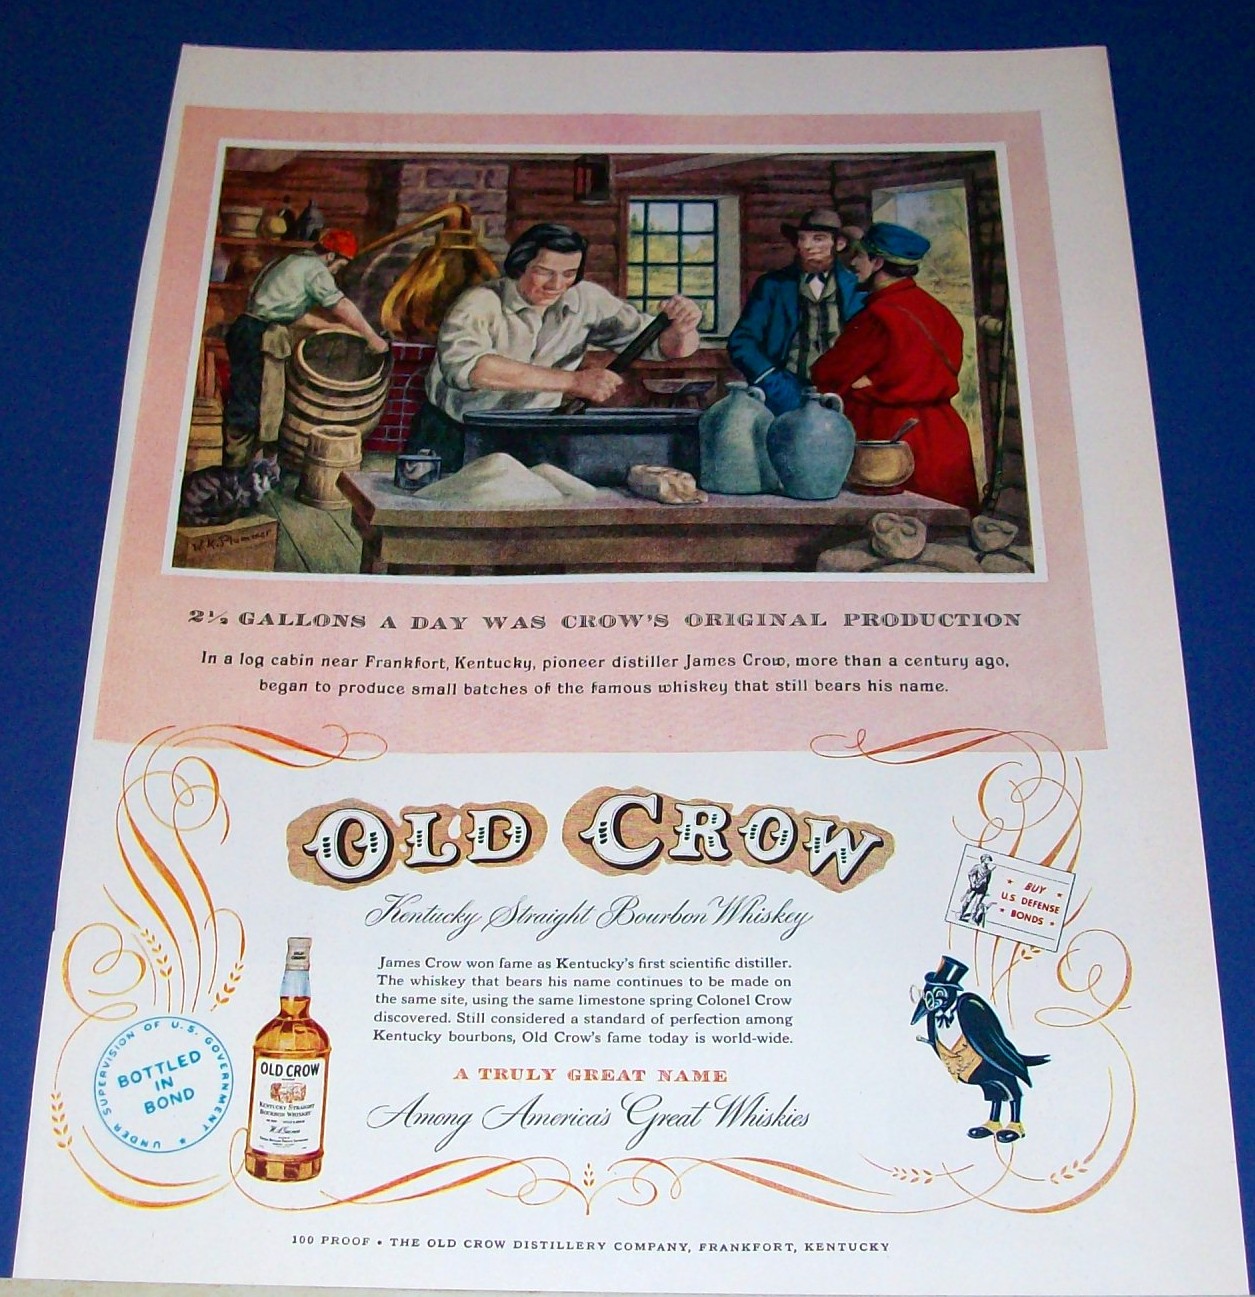 W.K. Plummer
2½ GALLONS A DAY WAS CROW'S ORIGINAL PRODUCTION
In a log cabin near Frankfort, Kentucky, pioneer distiller James Crow, more than a century ago,
began to produce small batches of the famous whiskey that still bears his name.
OLD CROW
Kentucky Straight Bourbon Whiskey
BUY
U.S. DEFENSE
BONDS
James Crow won fame as Kentucky's first scientific distiller.
The whiskey that bears his name continues to be made on
the same site, using the same limestone spring Colonel Crow
discovered. Still considered a standard of perfection among
Kentucky bourbons, Old Crow's fame today is world-wide.
UNDER SUPERVISION OF U.S. GOVERNMENT
BOTTLED
IN
BOND
OLD CROW
KENTUCKY STRAIGHT
BOURBON WHISKEY
A TRULY GREAT NAME
Among America's Great Whiskies
100 PROOF • THE OLD CROW DISTILLERY COMPANY, FRANKFORT, KENTUCKY